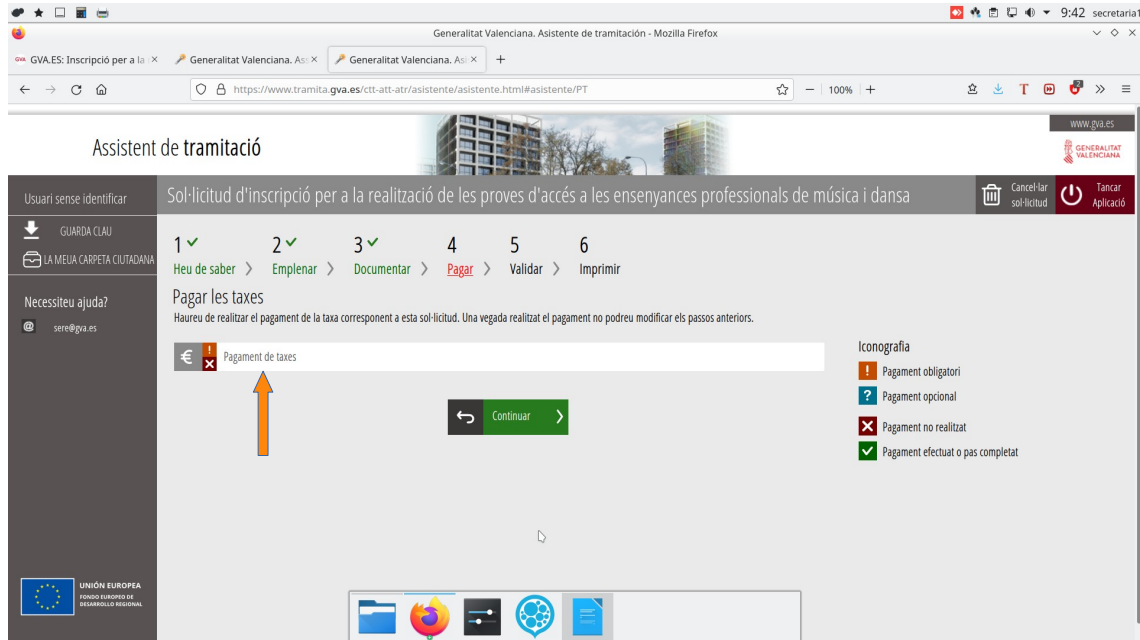 9:42 secretaria1
Generalitat Valenciana. Asistente de tramitación - Mozilla Firefox
GVA GVA.ES: Inscripció per a la
Generalitat Valenciana. Asi
Generalitat Valenciana. Asi
https://www.tramita.gva.es/ctt-att-atr/asistente/asistente.html#asistente/PT
100%
Assistent de tramitació
www.gva.es
GENERALITAT
VALENCIANA
Usuari sense identificar
Sol·licitud d'inscripció per a la realització de les proves d'accés a les ensenyances professionals de música i dansa
Cancel·lar
sol·licitud
Tancar
Aplicació
GUARDA CLAU
LA MEUA CARPETA CIUTADANA
Necessiteu ajuda?
@ sere@gva.es
1 2 3 4 5 6
Heu de saber Emplenar Documentar Pagar Validar Imprimir
Pagar les taxes
Haureu de realitzar el pagament de la taxa corresponent a esta sol·licitud. Una vegada realitzat el pagament no podreu modificar els passos anteriors.
€ ! Pagament de taxes
Continuar
Iconografia
! Pagament obligatori
? Pagament opcional
Pagament no realitzat
Pagament efectuat o pas completat
UNIÓN EUROPEA
FONDO EUROPEO DE
DESARROLLO REGIONAL